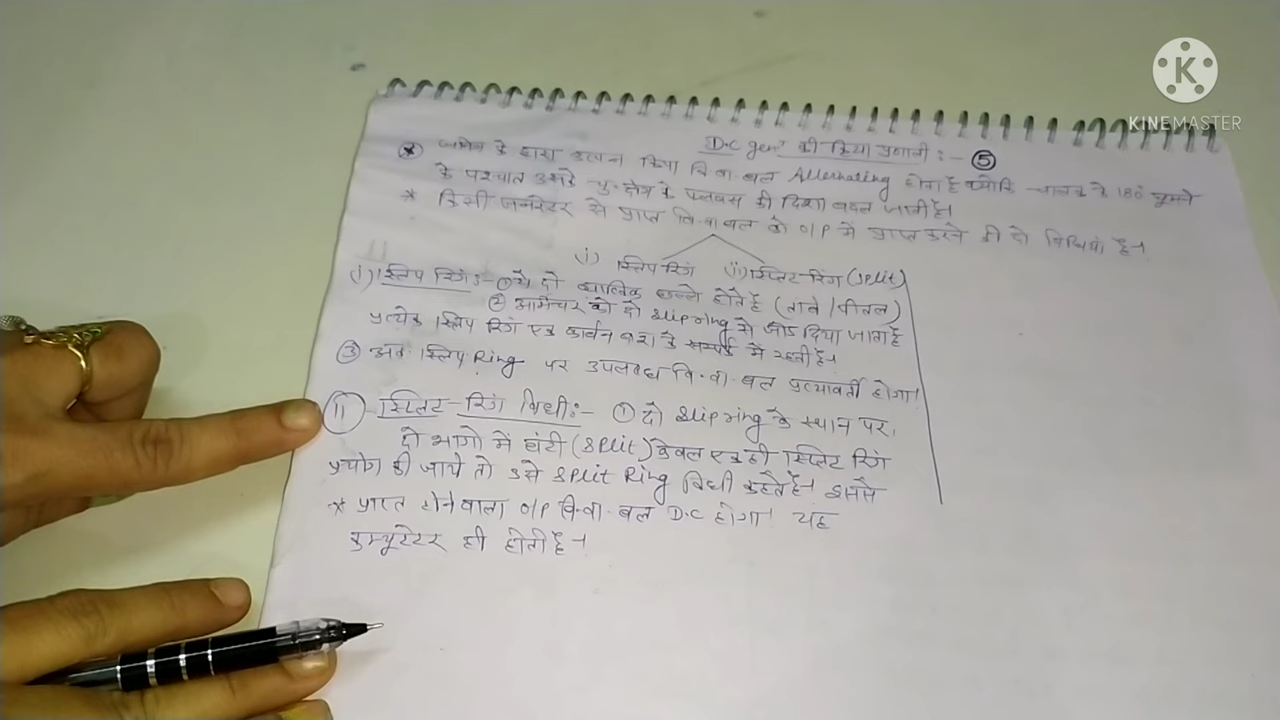 D.C gen^r की क्रिया प्रणाली :- ⑤
* जनित्र के द्वारा उत्पन्न किया वि.वा.बल Alternating होता है क्योंकि चालक के 180° घूमने
के पश्चात उसके चु.क्षेत्र के फ्लक्स की दिशा बदल जाती है।
* किसी जनरेटर से प्राप्त वि.वा.बल को O/P में प्राप्त करने की दो विधियां है।
(i) स्लिप रिंग (ii) स्प्लिट-रिंग (split)
(i) स्लिप रिंग :- ① ये दो धात्विक छल्ले होते है (तांबे / पीतल)
② आर्मेचर को दो Slip ring से जोड़ दिया जाता है
प्रत्येक स्लिप रिंग एक कार्बन ब्रश के सम्पर्क में रहती है।
③ अतः स्लिप Ring पर उपलब्ध वि.वा.बल प्रत्यावर्ती होगा।
ii स्प्लिट-रिंग विधी :- ① दो Slip ring के स्थान पर
दो भागो में बंटी (Split) केवल एक ही स्प्लिट रिंग
प्रयोग की जाये तो उसे Split Ring विधी कहते है। इससे
* प्राप्त होने वाला O/P वि.वा.बल D.C होगा। यह
कम्यूटेटर ही होती है।
KINEMASTER